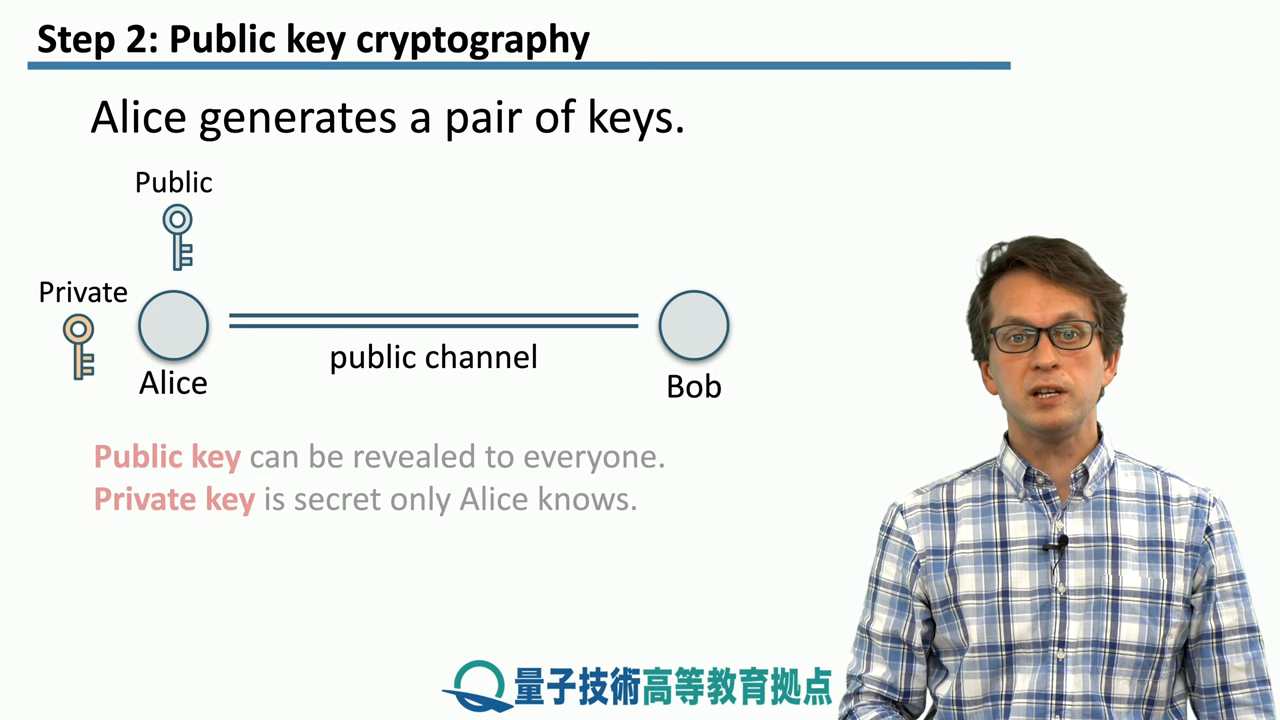 Step 2: Public key cryptography
Alice generates a pair of keys.
Public
Private
public channel
Alice
Bob
Public key can be revealed to everyone.
Private key is secret only Alice knows.
量子技術高等教育拠点